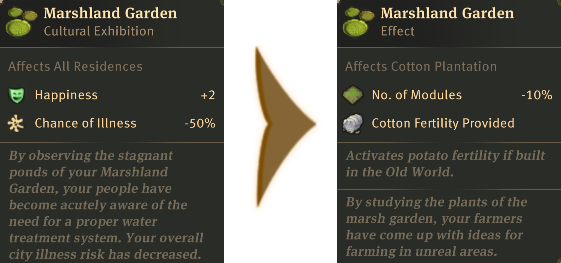 Marshland Garden
Cultural Exhibition
Affects All Residences
Happiness +2
Chance of Illness -50%
By observing the stagnant
ponds of your Marshland
Garden, your people have
become acutely aware of the
need for a proper water
treatment system. Your overall
city illness risk has decreased.
Marshland Garden
Effect
Affects Cotton Plantation
No. of Modules -10%
Cotton Fertility Provided
Activates potato fertility if built
in the Old World.
By studying the plants of the
marsh garden, your farmers
have come up with ideas for
farming in unreal areas.